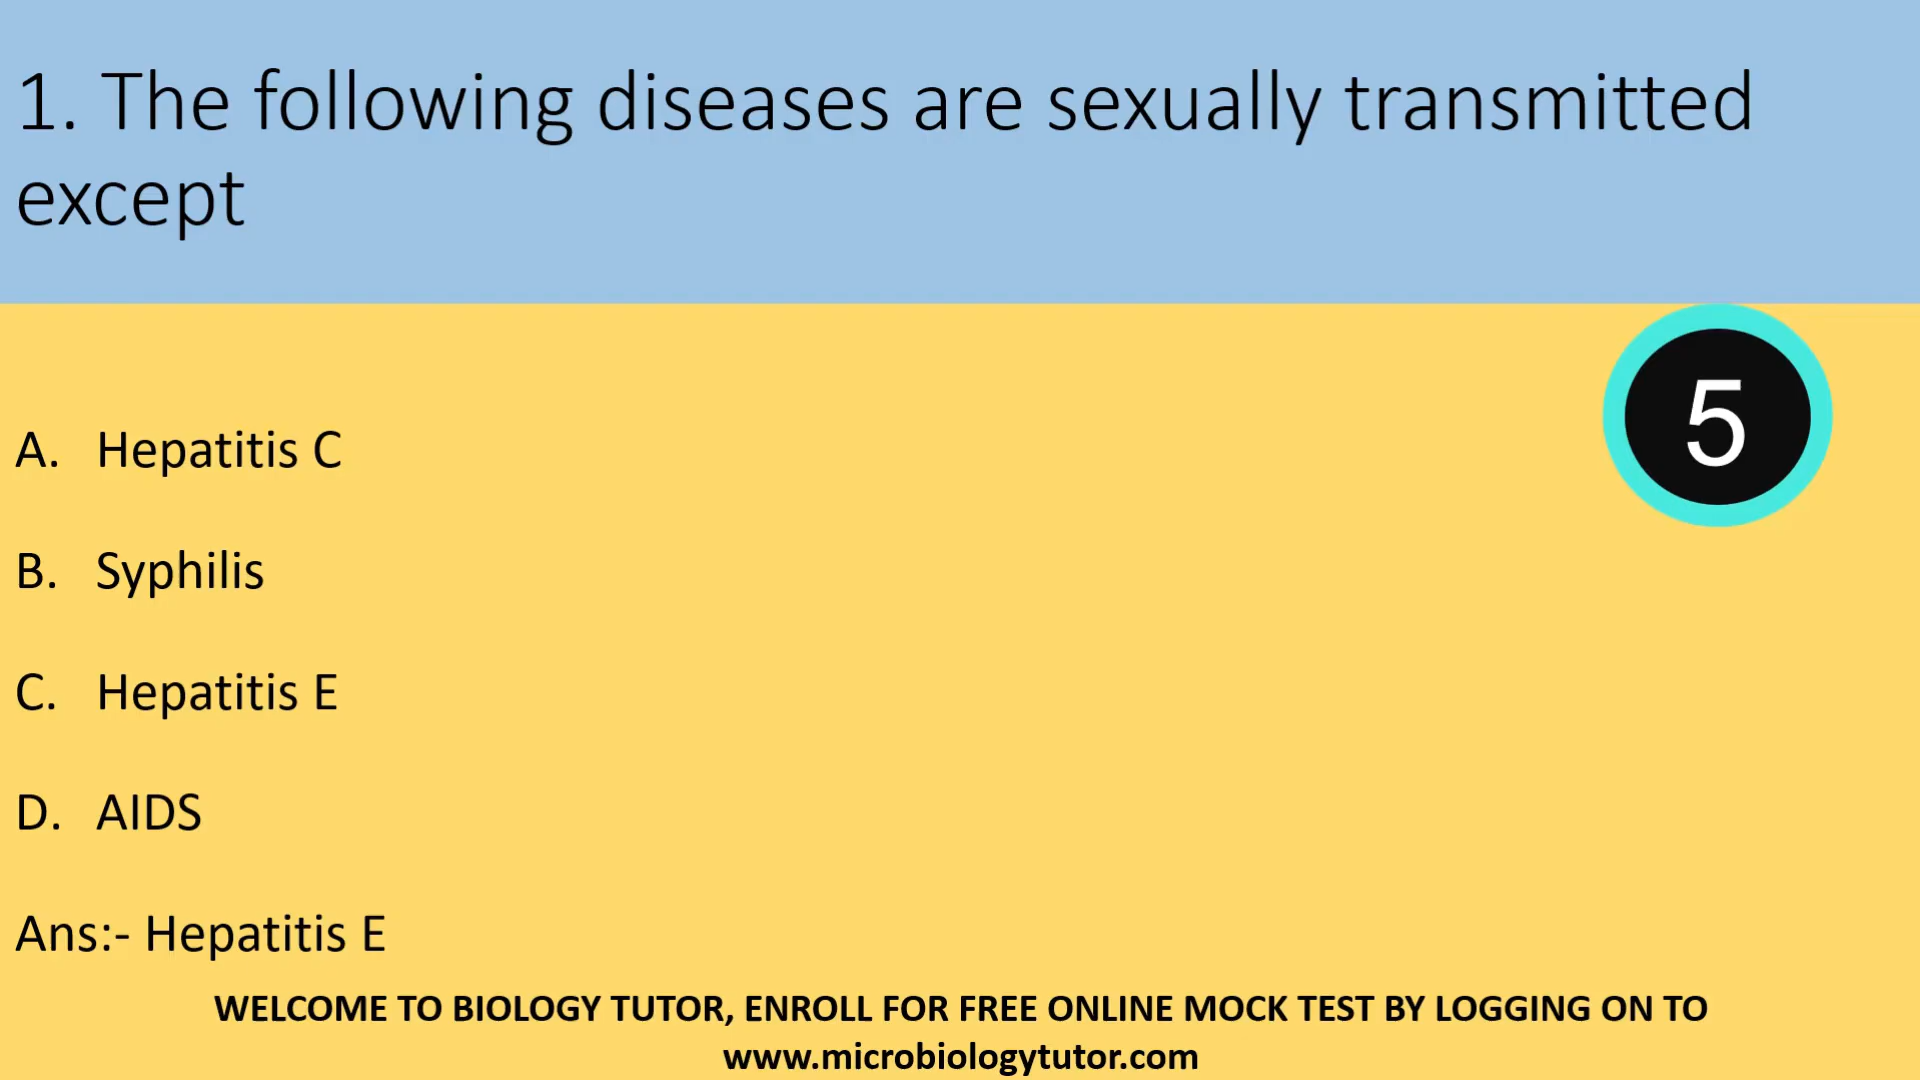 1. The following diseases are sexually transmitted
except
5
A. Hepatitis C
B. Syphilis
C. Hepatitis E
D. AIDS
Ans:- Hepatitis E
WELCOME TO BIOLOGY TUTOR, ENROLL FOR FREE ONLINE MOCK TEST BY LOGGING ON TO
www.microbiologytutor.com